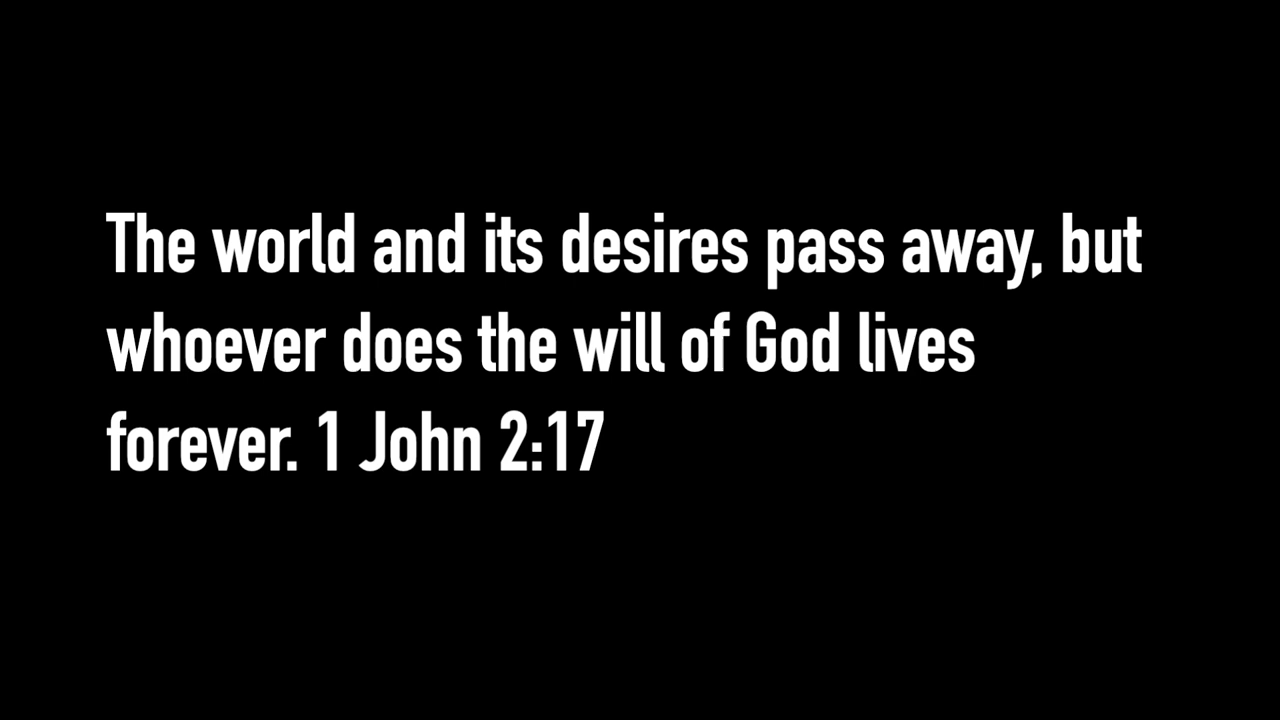 The world and its desires pass away, but
whoever does the will of God lives
forever. 1 John 2:17